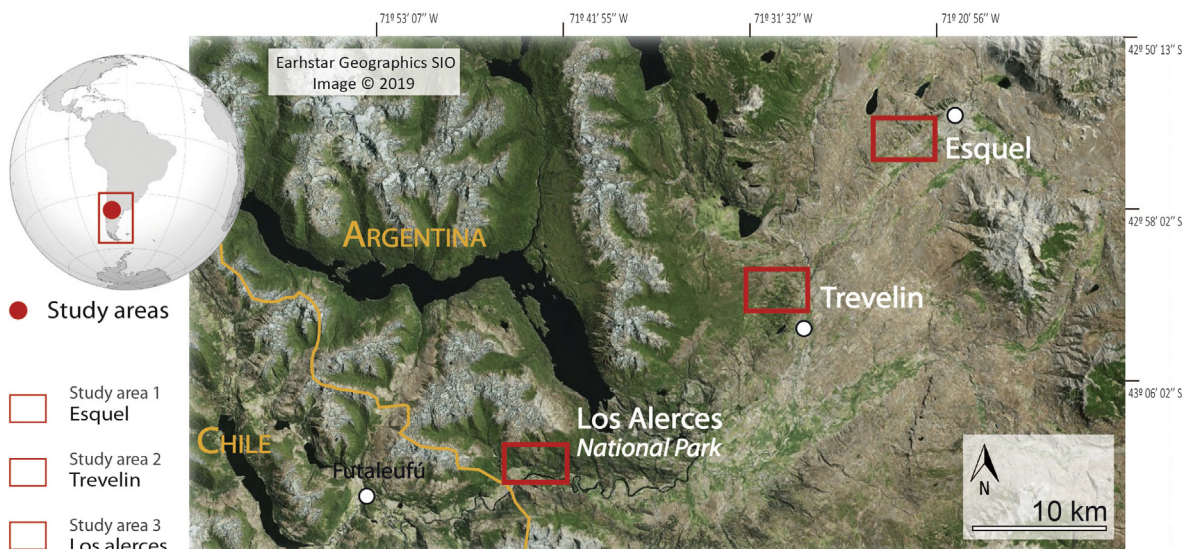 71º 53' 07'' W
71º 41' 55'' W
71º 31' 32'' W
71º 20' 56'' W
42º 50' 13'' S
Earhstar Geographics SIO
Image © 2019
Esquel
42º 58' 02'' S
ARGENTINA
Study areas
Trevelin
43º 06' 02'' S
Study area 1
Esquel
Los Alerces
National Park
CHILE
Study area 2
Trevelin
Futaleufú
N
10 km
Study area 3
Los alerces